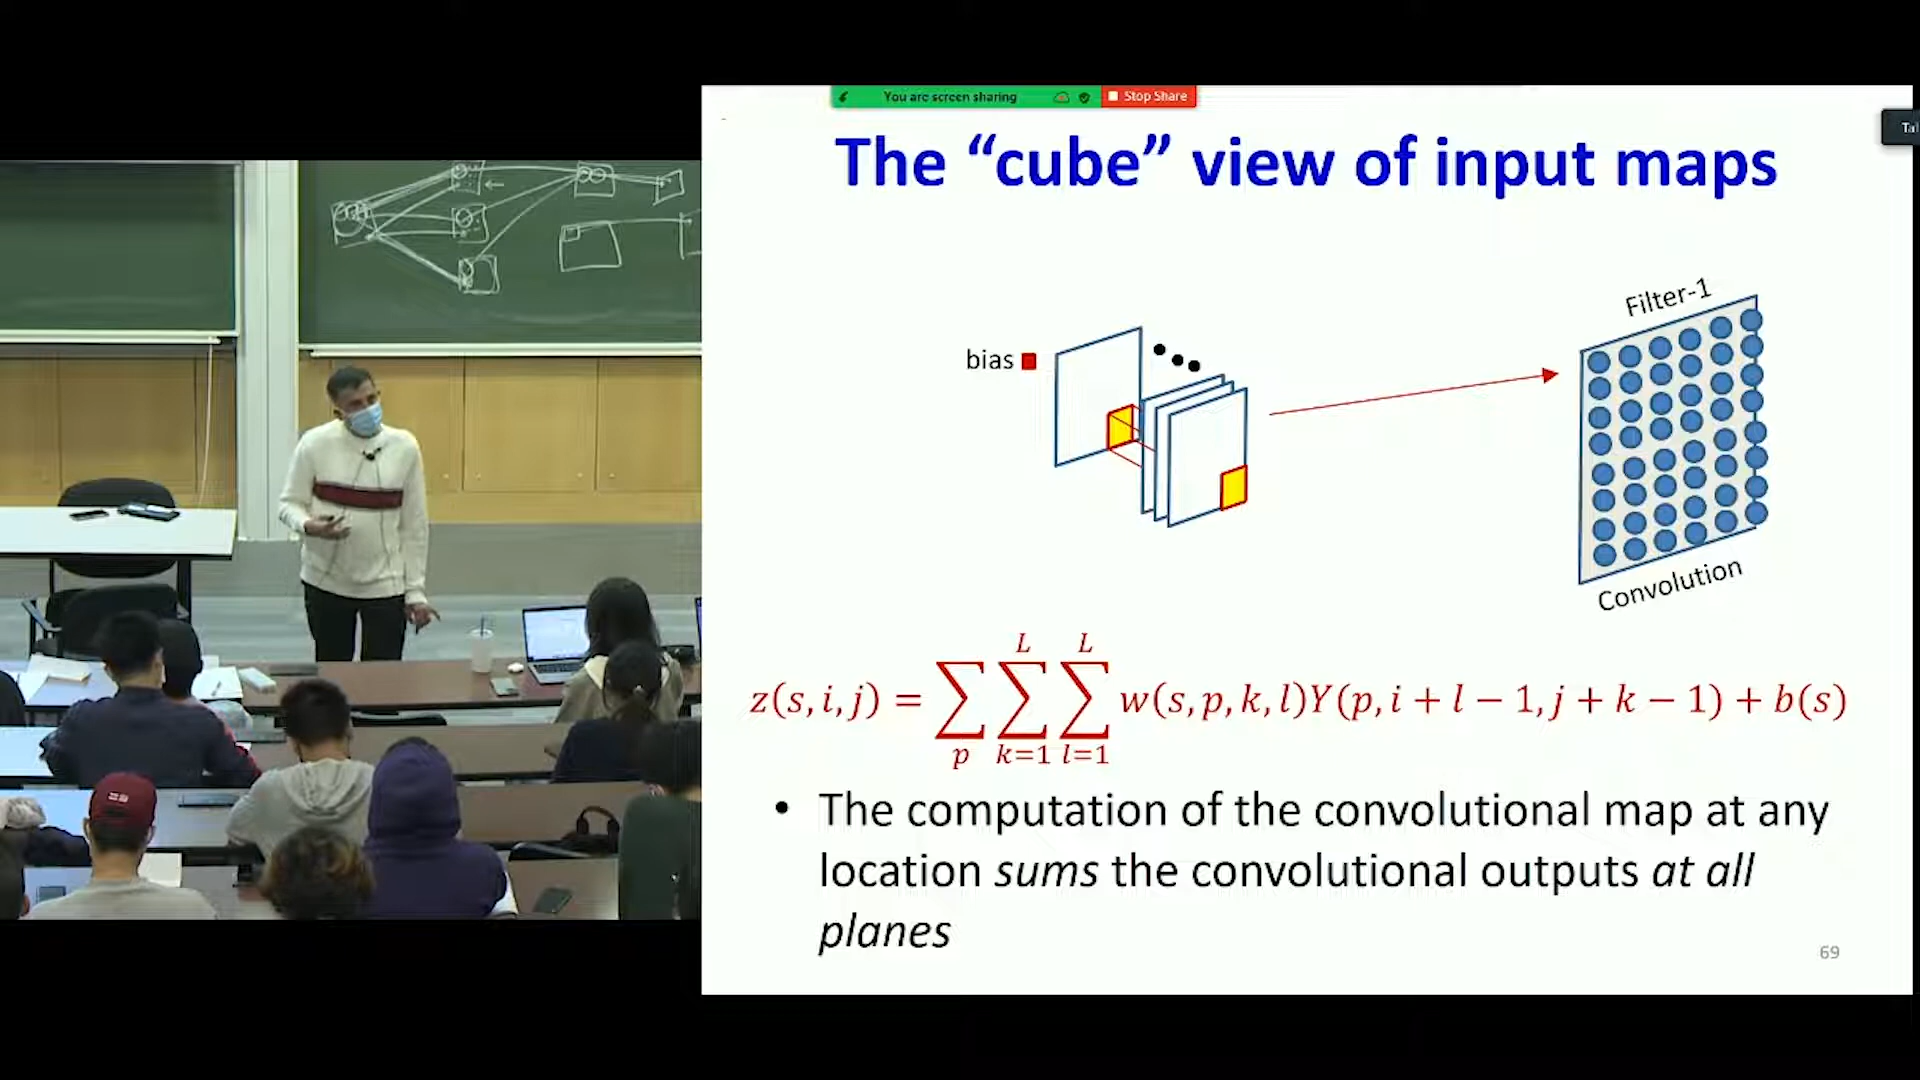 You are screen sharing
Stop Share
Tal
The “cube” view of input maps
bias
Filter-1
Convolution
z(s, i, j) = ∑_p ∑_{k=1}^{L} ∑_{l=1}^{L} w(s, p, k, l)Y(p, i + l − 1, j + k − 1) + b(s)
• The computation of the convolutional map at any
location sums the convolutional outputs at all
planes
69